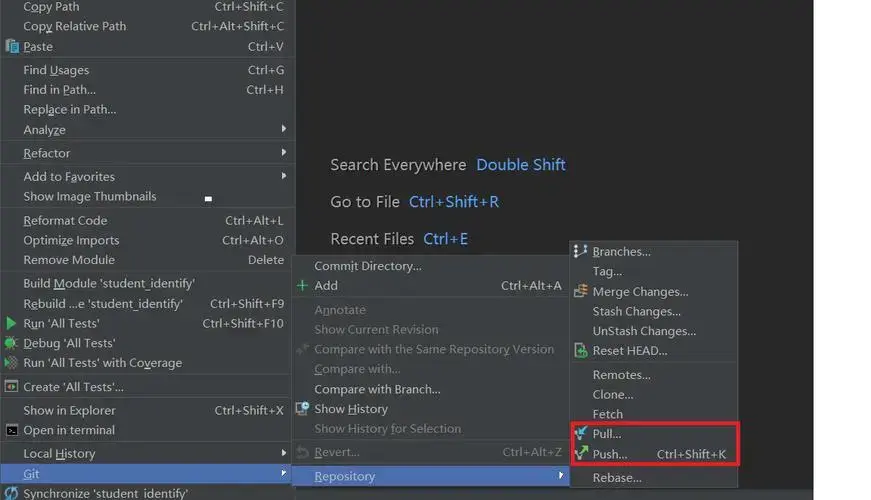 Copy Path Ctrl+Shift+C
Copy Relative Path Ctrl+Alt+Shift+C
Paste Ctrl+V
Find Usages Ctrl+G
Find in Path... Ctrl+H
Replace in Path...
Analyze
Refactor
Add to Favorites
Show Image Thumbnails
Reformat Code Ctrl+Alt+L
Optimize Imports Ctrl+Alt+O
Remove Module Delete
Build Module 'student_identify'
Rebuild ...e 'student_identify' Ctrl+Shift+F9
Run 'All Tests' Ctrl+Shift+F10
Debug 'All Tests'
Run 'All Tests' with Coverage
Create 'All Tests'...
Show in Explorer Ctrl+Shift+X
Open in terminal
Local History
Git
Synchronize 'student_identify'
Search Everywhere Double Shift
Go to File Ctrl+Shift+R
Recent Files Ctrl+E
Commit Directory...
Add Ctrl+Alt+A
Annotate
Show Current Revision
Compare with the Same Repository Version
Compare with...
Compare with Branch...
Show History
Show History for Selection
Revert... Ctrl+Alt+Z
Repository
Branches...
Tag...
Merge Changes...
Stash Changes...
UnStash Changes...
Reset HEAD...
Remotes...
Clone...
Fetch
Pull...
Push... Ctrl+Shift+K
Rebase...